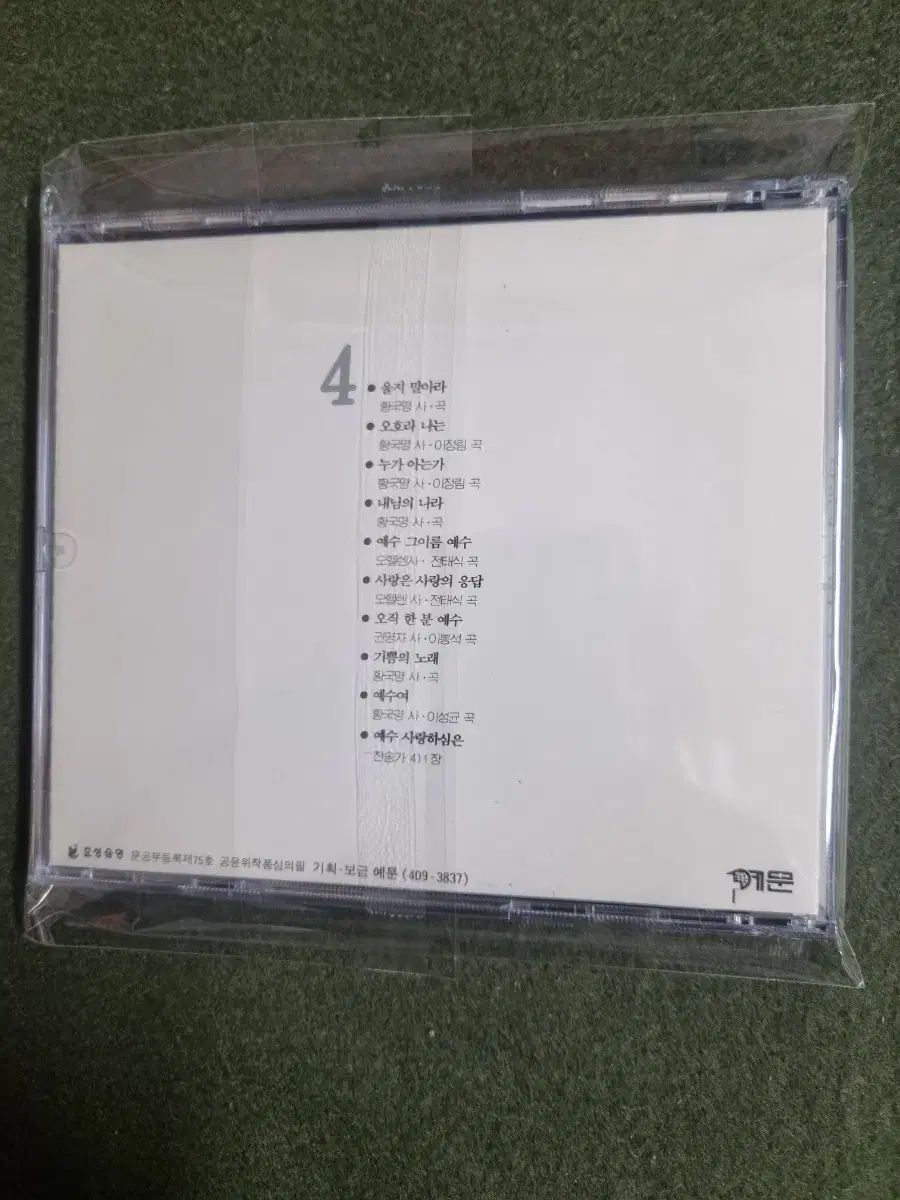 4
● 울지 말아라
황국명 사·곡
● 오호라 나는
황국명 사·이정림 곡
● 누가 아는가
황국명 사·이정림 곡
● 내님의 나라
황국명 사·곡
● 예수 그이름 예수
오헬렌사· 전태식 곡
● 사랑은 사랑의 응답
오헬렌 사·전태식 곡
● 오직 한 분 예수
권명자 사·이홍석 곡
● 기쁨의 노래
황국명 사·곡
● 예수여
황국명 사·이성균 곡
● 예수 사랑하심은
찬송가 411장
문공부등록제75호 공윤위작품심의필 기획·보급 예문 (409-3837)
예문